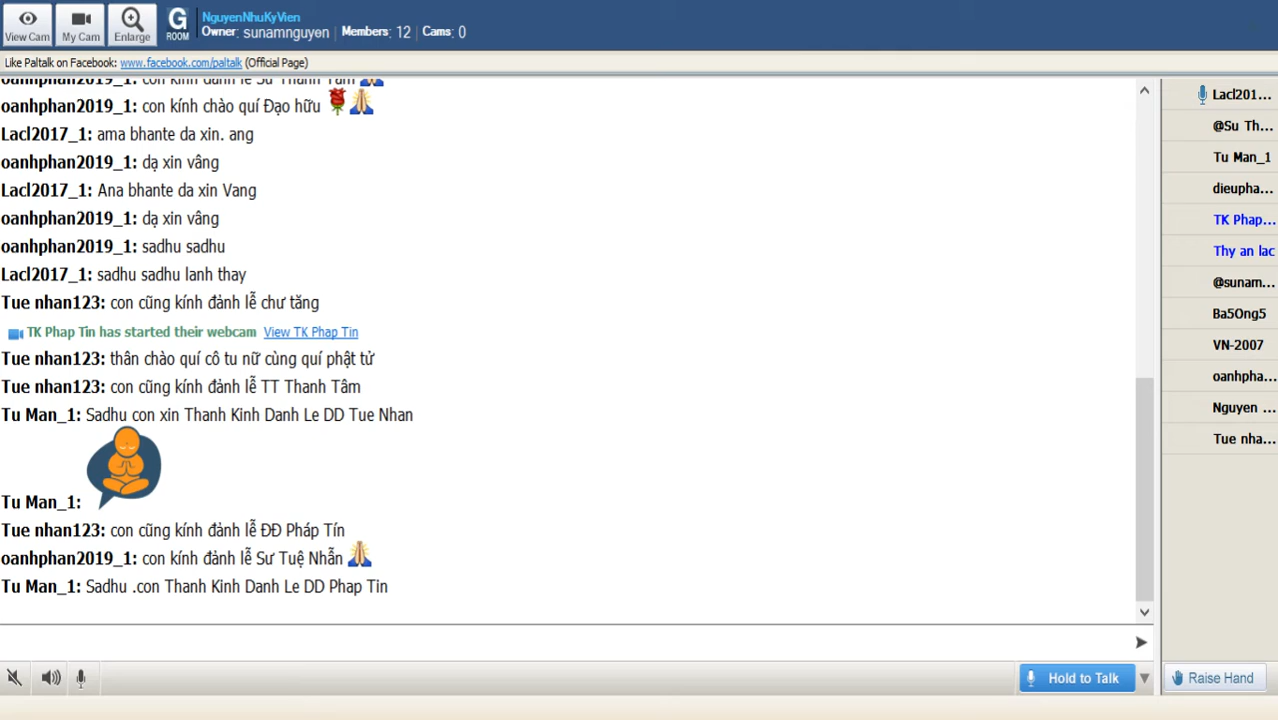 View Cam
My Cam
Enlarge
G
ROOM
NguyenNhuKyVien
Owner: sunamnguyen Members: 12 Cams: 0
Like Paltalk on Facebook: www.facebook.com/paltalk (Official Page)
oanhphan2019_1: con kính đảnh lễ Sư Thanh Tâm
oanhphan2019_1: con kính chào quí Đạo hữu
Lacl2017_1: ama bhante da xin. ang
oanhphan2019_1: dạ xin vâng
Lacl2017_1: Ana bhante da xin Vang
oanhphan2019_1: dạ xin vâng
oanhphan2019_1: sadhu sadhu
Lacl2017_1: sadhu sadhu lanh thay
Tue nhan123: con cũng kính đảnh lễ chư tăng
TK Phap Tin has started their webcam View TK Phap Tin
Tue nhan123: thân chào quí cô tu nữ cùng quí phật tử
Tue nhan123: con cũng kính đảnh lễ TT Thanh Tâm
Tu Man_1: Sadhu con xin Thanh Kinh Danh Le DD Tue Nhan
Tu Man_1:
Tue nhan123: con cũng kính đảnh lễ ĐĐ Pháp Tín
oanhphan2019_1: con kính đảnh lễ Sư Tuệ Nhẫn
Tu Man_1: Sadhu .con Thanh Kinh Danh Le DD Phap Tin
Lacl201...
@Su Th...
Tu Man_1
dieupha...
TK Phap...
Thy an lac
@sunam...
Ba5Ong5
VN-2007
oanhpha...
Nguyen ...
Tue nha...
Hold to Talk
Raise Hand